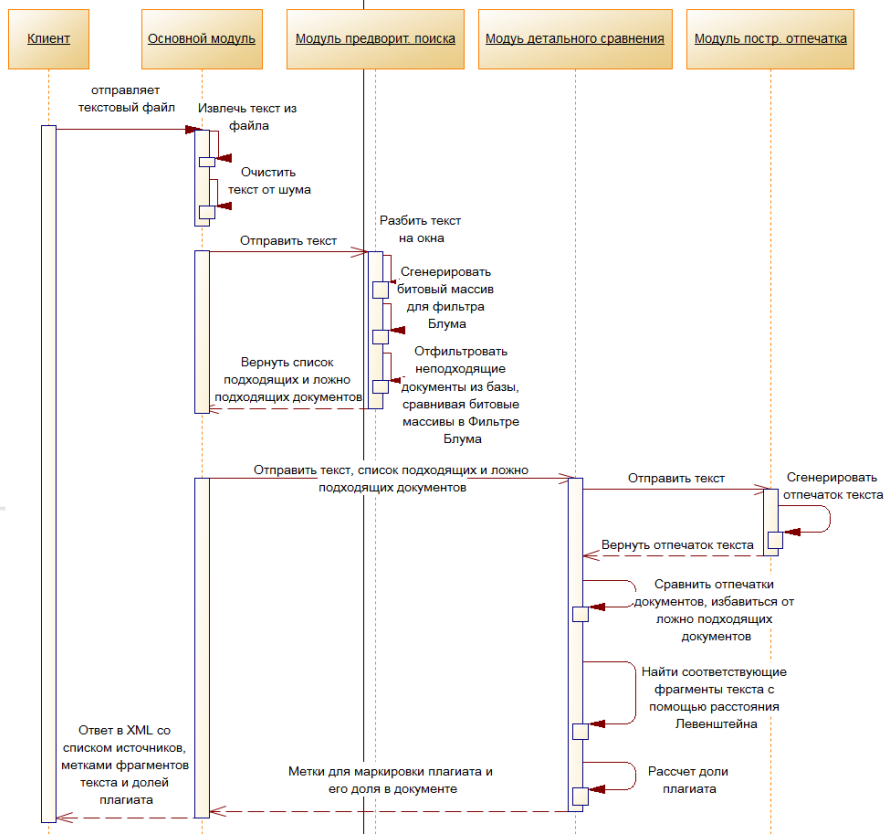 Клиент
Основной модуль
Модуль предворит. поиска
Модуь детального сравнения
Модуль постр. отпечатка
отправляет
текстовый файл
Извлечь текст из
файла
Очистить
текст от шума
Отправить текст
Разбить текст
на окна
Сгенерировать
битовый массив
для фильтра
Блума
Отфильтровать
неподходящие
документы из базы,
сравнивая битовые
массивы в Фильтре
Блума
Вернуть список
подходящих и ложно
подходящих документов
Отправить текст, список подходящих и ложно
подходящих документов
Отправить текст
Сгенерировать
отпечаток текста
Вернуть отпечаток текста
Сравнить отпечатки
документов, избавиться от
ложно подходящих
документов
Найти соответствующие
фрагменты текста с
помощью расстояния
Левенштейна
Рассчет доли
плагиата
Метки для маркировки плагиата и
его доля в документе
Ответ в XML со
списком источников,
метками фрагментов
текста и долей
плагиата